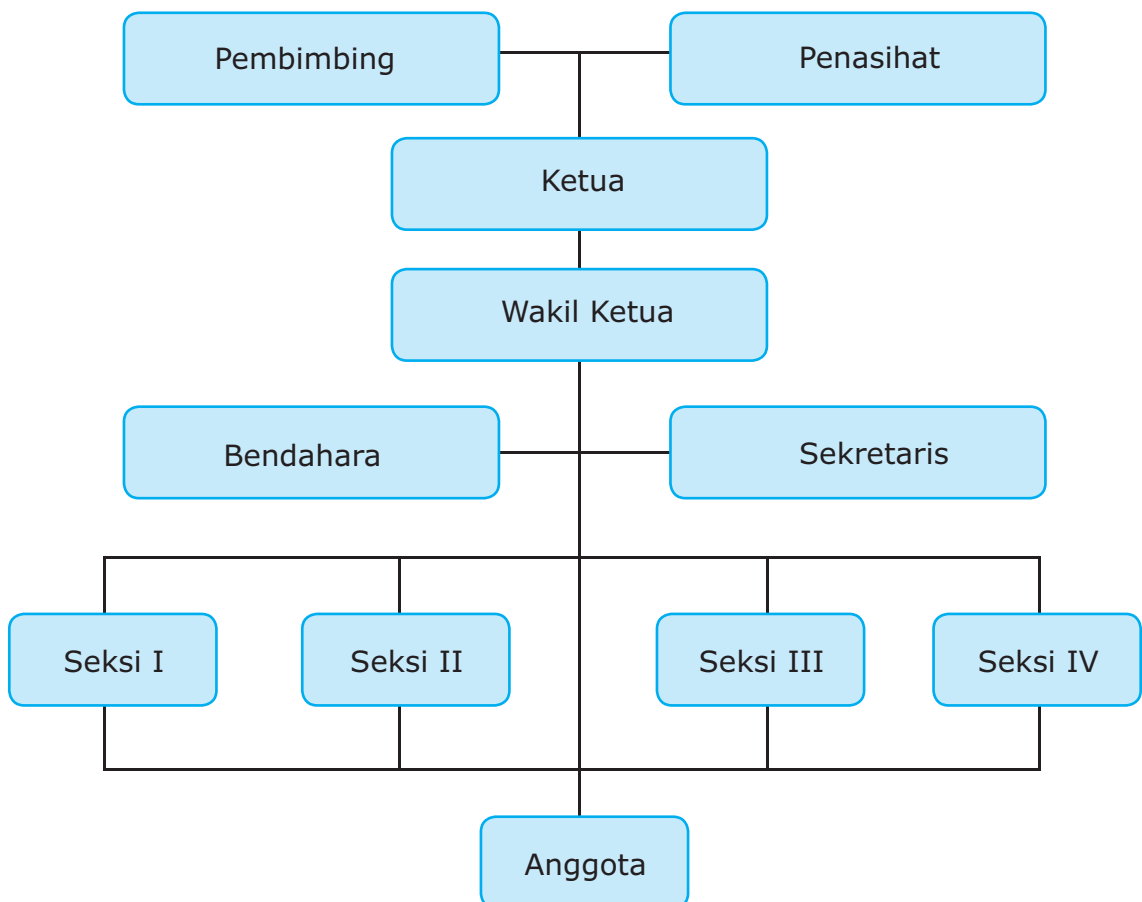 Pembimbing
Penasihat
Ketua
Wakil Ketua
Bendahara
Sekretaris
Seksi I
Seksi II
Seksi III
Seksi IV
Anggota